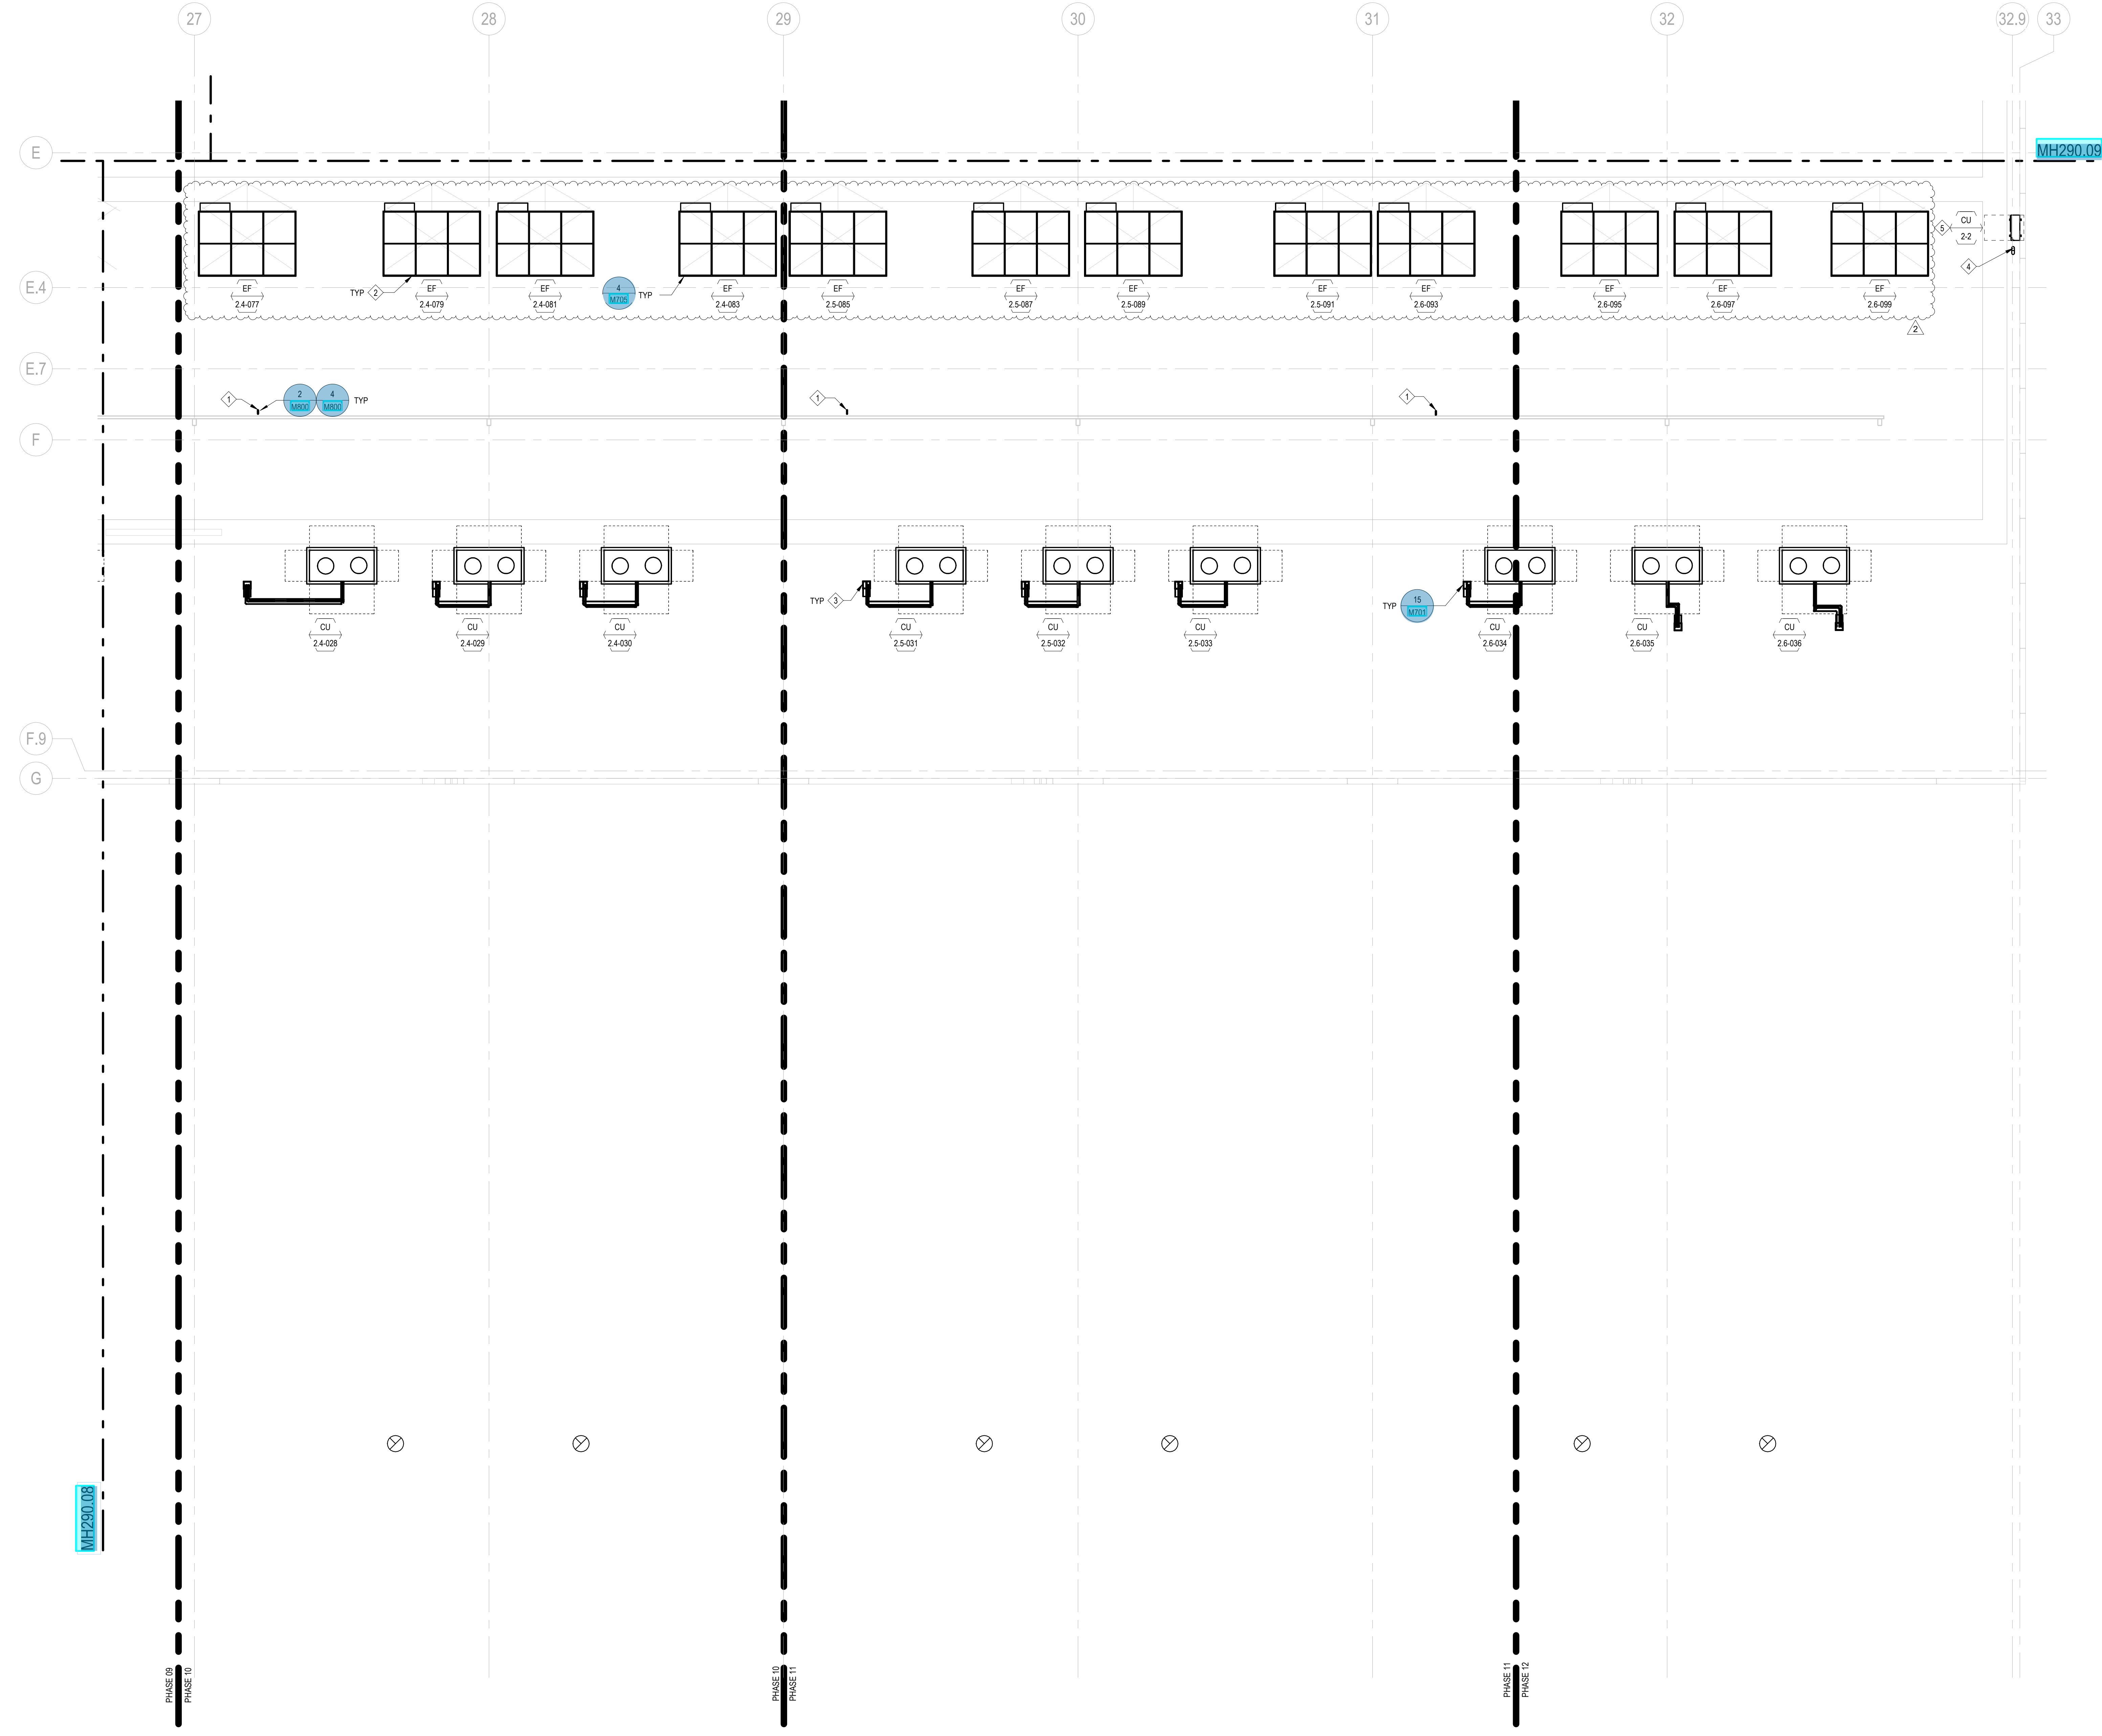 27
28
29
30
31
32
32.9
33
E
MH290.09
CU
2-2
5
4
E.4
EF
2.4-077
TYP
2
EF
2.4-079
EF
2.4-081
4
M705
TYP
EF
2.4-083
EF
2.5-085
EF
2.5-087
EF
2.5-089
EF
2.5-091
EF
2.6-093
EF
2.6-095
EF
2.6-097
EF
2.6-099
2
E.7
1
2
M800
4
M800
TYP
1
1
F
TYP
3
TYP
15
M701
CU
2.4-028
CU
2.4-029
CU
2.4-030
CU
2.5-031
CU
2.5-032
CU
2.5-033
CU
2.6-034
CU
2.6-035
CU
2.6-036
F.9
G
MH290.08
PHASE 09
PHASE 10
PHASE 10
PHASE 11
PHASE 11
PHASE 12